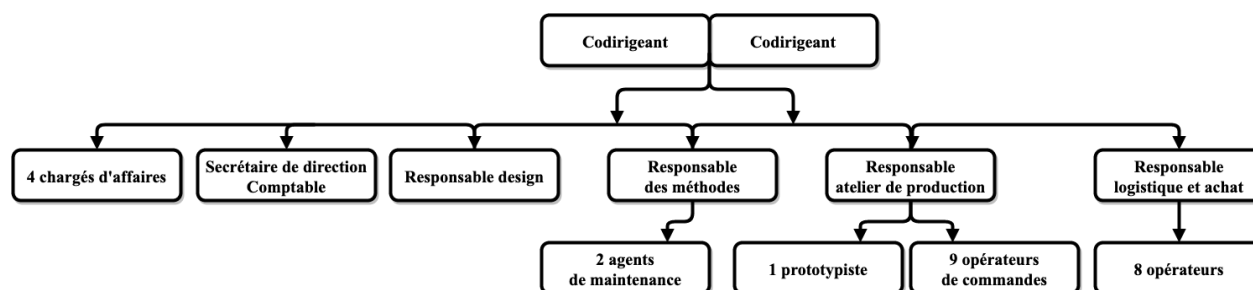 Codirigeant
Codirigeant
4 chargés d'affaires
Secrétaire de direction
Comptable
Responsable design
Responsable
des méthodes
Responsable
atelier de production
Responsable
logistique et achat
2 agents
de maintenance
1 prototypiste
9 opérateurs
de commandes
8 opérateurs